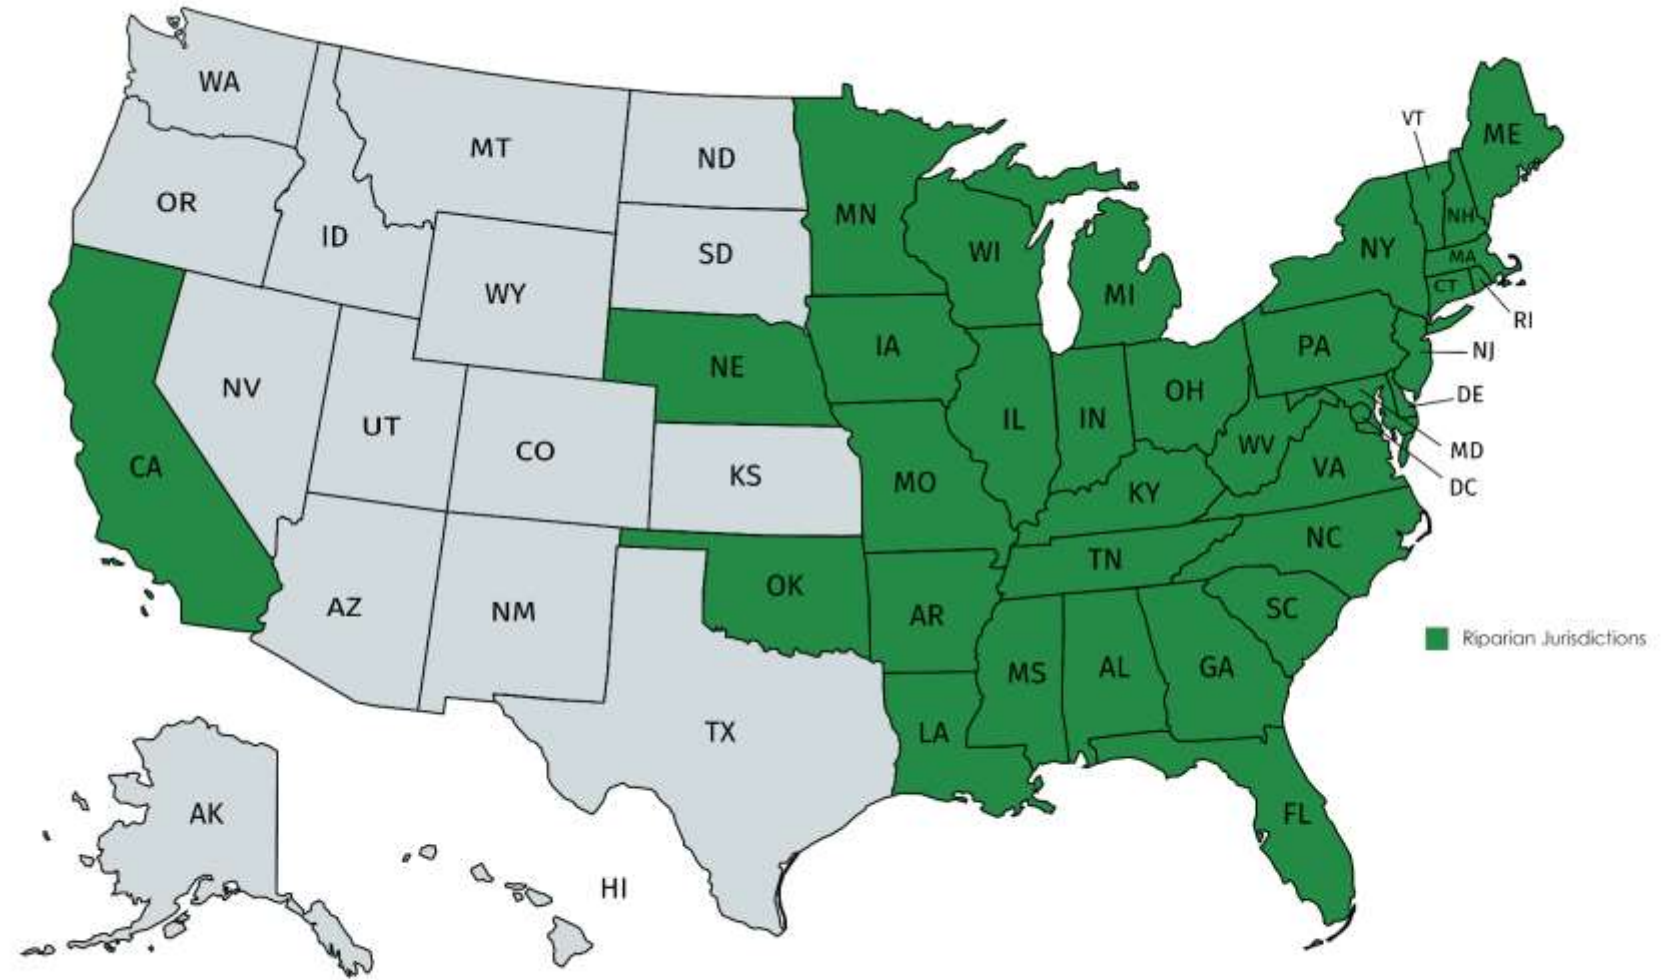 WA
MT
ND
MN
VT
ME
OR
ID
SD
WI
MI
NY
NH
MA
CT
RI
WY
NE
IA
PA
NJ
NV
UT
CO
KS
IL
IN
OH
DE
WV
VA
MD
DC
CA
MO
KY
NC
AZ
NM
OK
AR
TN
SC
MS
AL
GA
Riparian Jurisdictions
TX
LA
FL
AK
HI